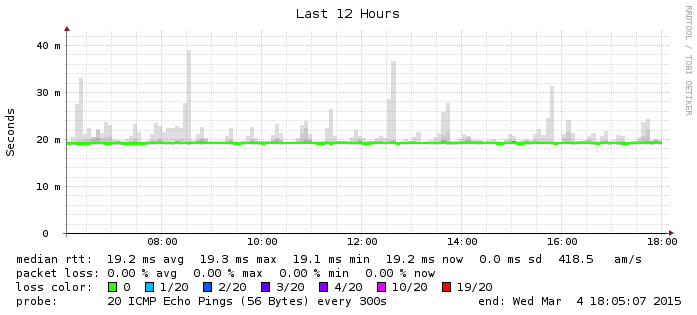 Last 12 Hours
RRDTOOL / TOBI OETIKER
Seconds
40 m
30 m
20 m
10 m
0
08:00 10:00 12:00 14:00 16:00 18:00
median rtt: 19.2 ms avg 19.3 ms max 19.1 ms min 19.2 ms now 0.0 ms sd 418.5 am/s
packet loss: 0.00 % avg 0.00 % max 0.00 % min 0.00 % now
loss color: 0 1/20 2/20 3/20 4/20 10/20 19/20
probe: 20 ICMP Echo Pings (56 Bytes) every 300s end: Wed Mar 4 18:05:07 2015